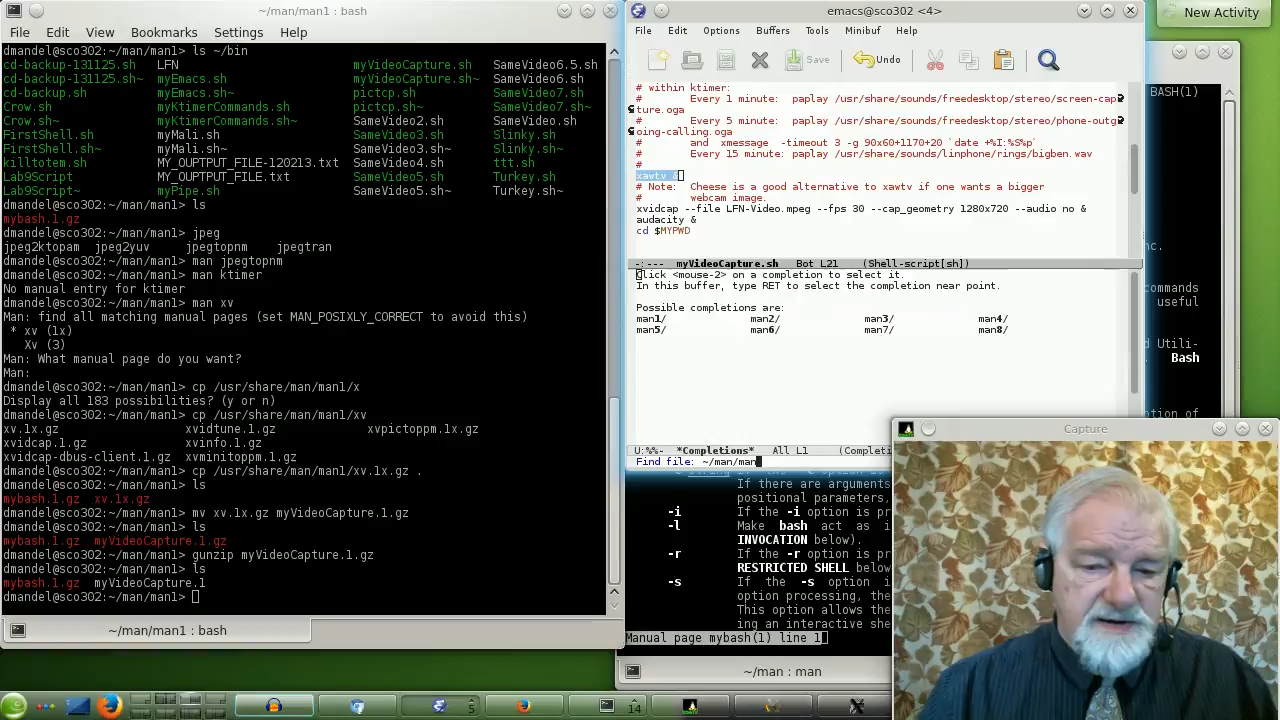 ~/man/man1 : bash
File Edit View Bookmarks Settings Help
dmandel@sco302:~/man/man1> ls ~/bin
cd-backup-131125.sh LFN myVideoCapture.sh SameVideo6.5.sh
cd-backup-131125.sh~ myEmacs.sh myVideoCapture.sh~ SameVideo6.sh
cd-backup.sh myEmacs.sh~ pictcp.sh SameVideo7.sh
Crow.sh myKtimerCommands.sh pictcp.sh~ SameVideo7.sh~
Crow.sh~ myKtimerCommands.sh~ SameVideo2.sh SameVideo.sh
FirstShell.sh myMali.sh SameVideo3.sh Slinky.sh
FirstShell.sh~ myMali.sh~ SameVideo3.sh~ Slinky.sh~
killtotem.sh MY_OUPTPUT_FILE-120213.txt SameVideo4.sh ttt.sh
Lab9Script MY_OUPTPUT_FILE.txt SameVideo5.sh Turkey.sh
Lab9Script~ myPipe.sh SameVideo5.sh~ Turkey.sh~
dmandel@sco302:~/man/man1> ls
mybash.1.gz
dmandel@sco302:~/man/man1> jpeg
jpeg2ktopam jpeg2yuv jpegtopnm jpegtran
dmandel@sco302:~/man/man1> man jpegtopnm
dmandel@sco302:~/man/man1> man ktimer
No manual entry for ktimer
dmandel@sco302:~/man/man1> man xv
Man: find all matching manual pages (set MAN_POSIXLY_CORRECT to avoid this)
* xv (1x)
Xv (3)
Man: What manual page do you want?
Man:
dmandel@sco302:~/man/man1> cp /usr/share/man/man1/x
Display all 183 possibilities? (y or n)
dmandel@sco302:~/man/man1> cp /usr/share/man/man1/xv
xv.1x.gz xvidtune.1.gz xvpictoppm.1x.gz
xvidcap.1.gz xvinfo.1.gz
xvidcap-dbus-client.1.gz xvminitoppm.1.gz
dmandel@sco302:~/man/man1> cp /usr/share/man/man1/xv.1x.gz .
dmandel@sco302:~/man/man1> ls
mybash.1.gz xv.1x.gz
dmandel@sco302:~/man/man1> mv xv.1x.gz myVideoCapture.1.gz
dmandel@sco302:~/man/man1> ls
mybash.1.gz myVideoCapture.1.gz
dmandel@sco302:~/man/man1> gunzip myVideoCapture.1.gz
dmandel@sco302:~/man/man1> ls
mybash.1.gz myVideoCapture.1
dmandel@sco302:~/man/man1>
~/man/man1 : bash
emacs@sco302 <4>
File Edit Options Buffers Tools Minibuf Help
Save Undo
# within ktimer:
# Every 1 minute: paplay /usr/share/sounds/freedesktop/stereo/screen-cap
ture.oga
# Every 5 minute: paplay /usr/share/sounds/freedesktop/stereo/phone-outg
oing-calling.oga
# and xmessage -timeout 3 -g 90x60+1170+20 `date +%I:%S%p`
# Every 15 minute: paplay /usr/share/sounds/linphone/rings/bigben.wav
#
xawtv &
# Note: Cheese is a good alternative to xawtv if one wants a bigger
# webcam image.
xvidcap --file LFN-Video.mpeg --fps 30 --cap_geometry 1280x720 --audio no &
audacity &
cd $MYPWD
-:--- myVideoCapture.sh Bot L21 (Shell-script[sh])
Click <mouse-2> on a completion to select it.
In this buffer, type RET to select the completion near point.
Possible completions are:
man1/ man2/ man3/ man4/
man5/ man6/ man7/ man8/
U:%%- *Completions* All L1 (Completi
Find file: ~/man/man
New Activity
BASH(1)
nc.
commands
useful
d Utili-
Bash
tion of
If there are arguments
positional parameters,
-i If the -i option is pr
-l Make bash act as i
INVOCATION below).
-r If the -r option is pr
RESTRICTED SHELL below
-s If the -s option i
option processing, the
This option allows the
ing an interactive she
Manual page mybash(1) line 1
~/man : man
Capture
5
14